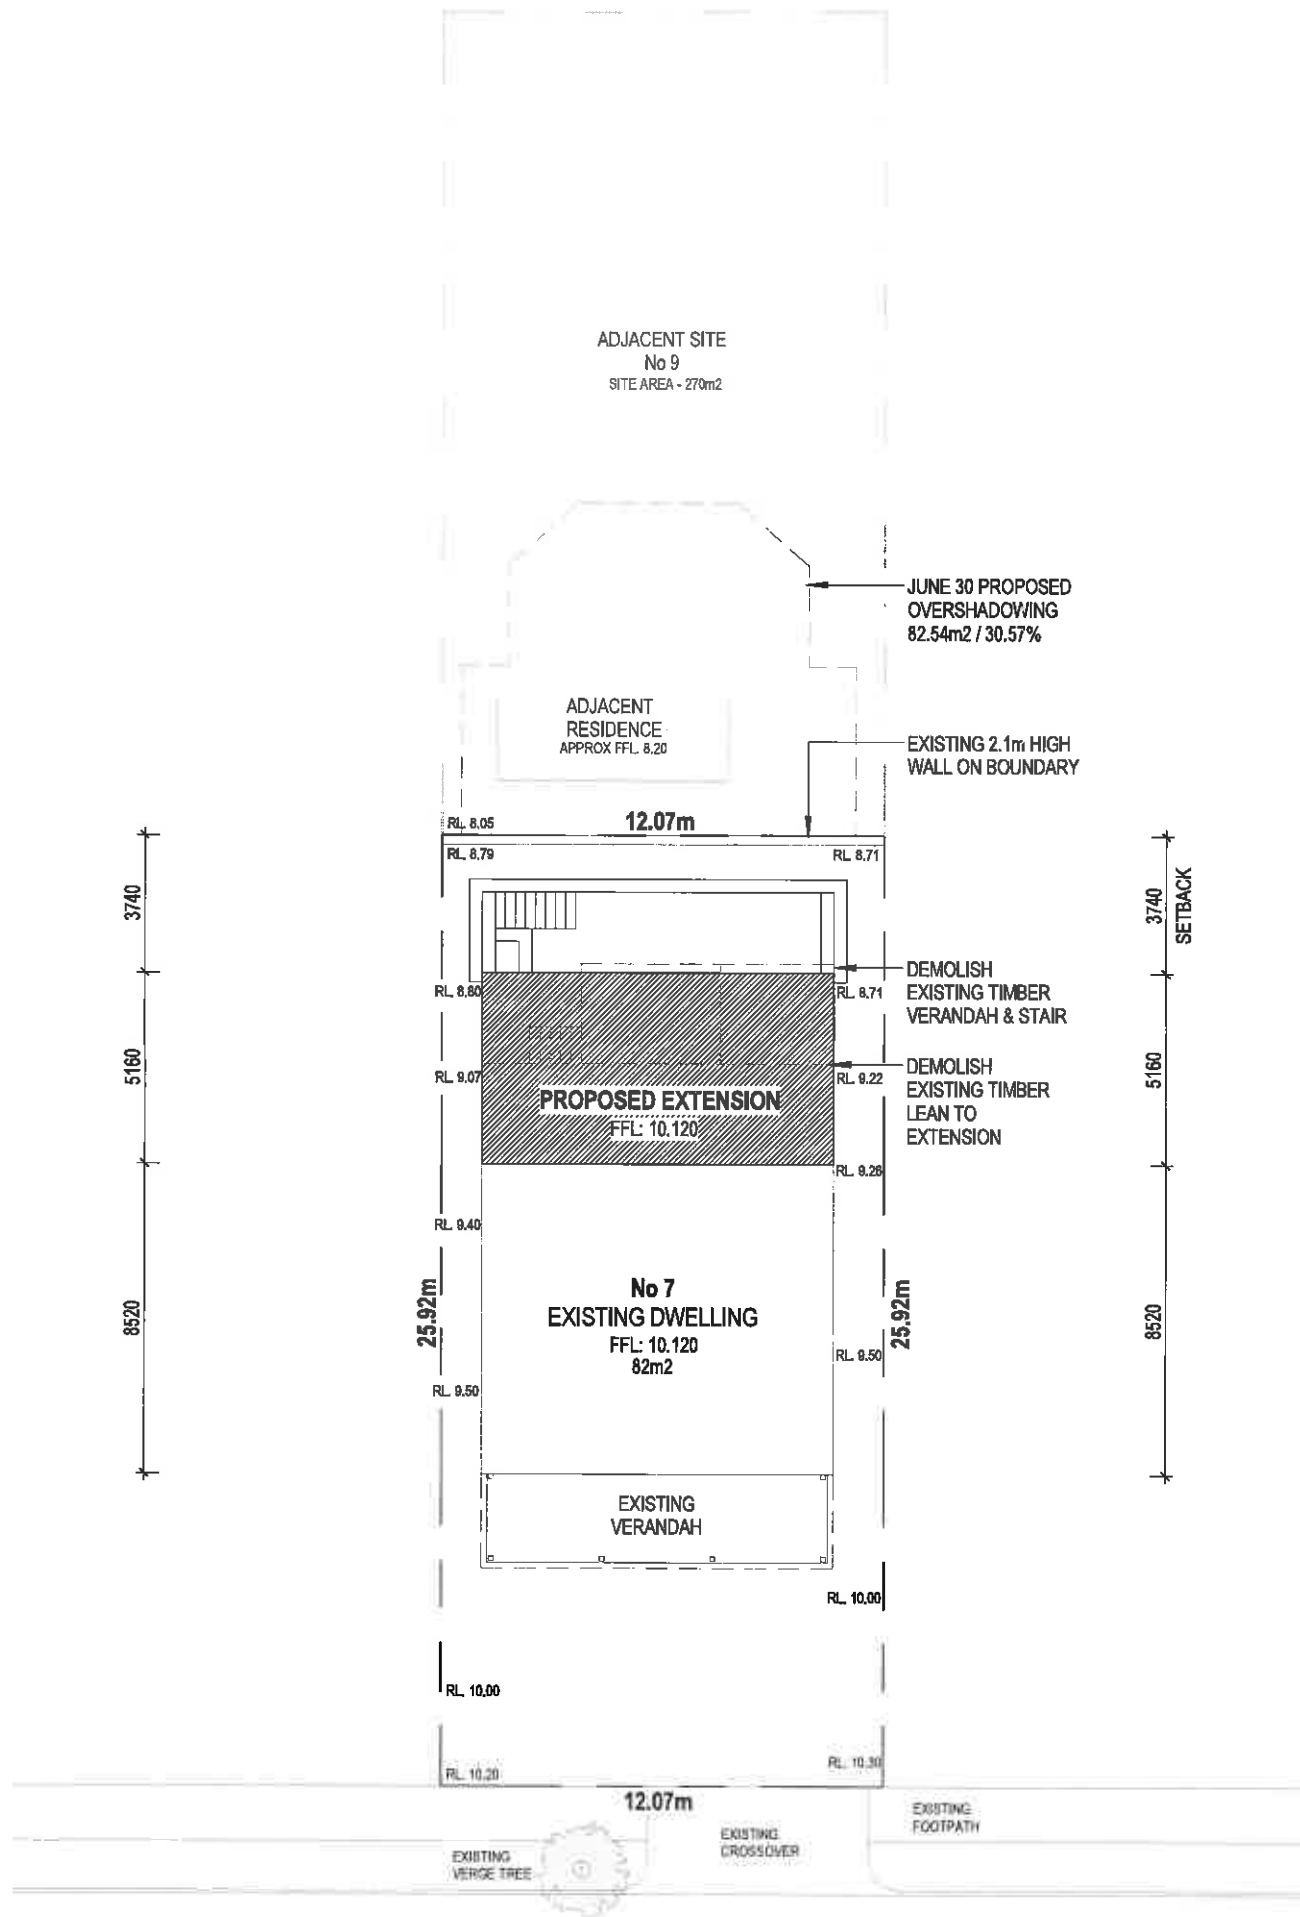 ADJACENT SITE
No 9
SITE AREA - 270m2
JUNE 30 PROPOSED
OVERSHADOWING
82.54m2 / 30.57%
ADJACENT
RESIDENCE
APPROX FFL. 8.20
EXISTING 2.1m HIGH
WALL ON BOUNDARY
RL. 8.05
12.07m
RL. 8.79
RL. 8.71
3740
3740
SETBACK
DEMOLISH
EXISTING TIMBER
VERANDAH & STAIR
RL. 8.80
RL. 8.71
5160
5160
RL. 9.07
RL. 9.22
DEMOLISH
EXISTING TIMBER
LEAN TO
EXTENSION
PROPOSED EXTENSION
FFL: 10.120
RL. 9.26
RL. 9.40
No 7
EXISTING DWELLING
FFL: 10.120
82m2
8520
25.92m
25.92m
8520
RL. 9.50
RL. 9.50
EXISTING
VERANDAH
RL. 10.00
RL. 10.00
RL. 10.20
RL. 10.30
12.07m
EXISTING
FOOTPATH
EXISTING
CROSSOVER
EXISTING
VERGE TREE